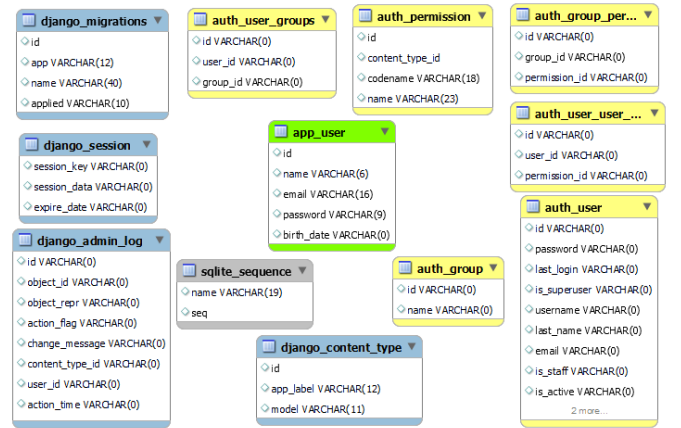 django_migrations
id
app VARCHAR(12)
name VARCHAR(40)
applied VARCHAR(10)
auth_user_groups
id VARCHAR(0)
user_id VARCHAR(0)
group_id VARCHAR(0)
auth_permission
id
content_type_id
codename VARCHAR(18)
name VARCHAR(23)
auth_group_per...
id VARCHAR(0)
group_id VARCHAR(0)
permission_id VARCHAR(0)
django_session
session_key VARCHAR(0)
session_data VARCHAR(0)
expire_date VARCHAR(0)
app_user
id
name VARCHAR(6)
email VARCHAR(16)
password VARCHAR(9)
birth_date VARCHAR(0)
auth_user_user_...
id VARCHAR(0)
user_id VARCHAR(0)
permission_id VARCHAR(0)
django_admin_log
id VARCHAR(0)
object_id VARCHAR(0)
object_repr VARCHAR(0)
action_flag VARCHAR(0)
change_message VARCHAR(0)
content_type_id VARCHAR(0)
user_id VARCHAR(0)
action_time VARCHAR(0)
sqlite_sequence
name VARCHAR(19)
seq
auth_group
id VARCHAR(0)
name VARCHAR(0)
auth_user
id VARCHAR(0)
password VARCHAR(0)
last_login VARCHAR(0)
is_superuser VARCHAR(0)
username VARCHAR(0)
last_name VARCHAR(0)
email VARCHAR(0)
is_staff VARCHAR(0)
is_active VARCHAR(0)
2 more...
django_content_type
id
app_label VARCHAR(12)
model VARCHAR(11)